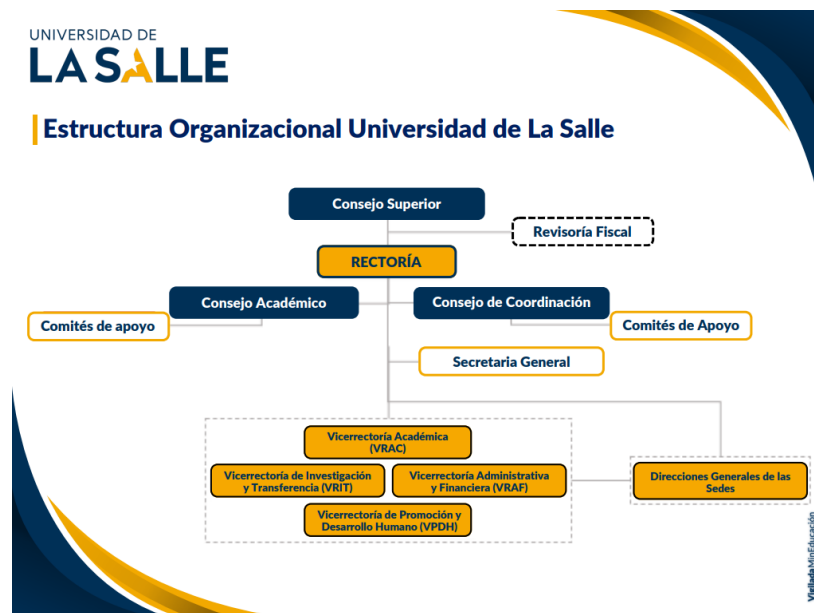 UNIVERSIDAD DE
LA SALLE
Estructura Organizacional Universidad de La Salle
Consejo Superior
Revisoría Fiscal
RECTORÍA
Consejo Académico
Consejo de Coordinación
Comités de apoyo
Comités de Apoyo
Secretaria General
Vicerrectoría Académica
(VRAC)
Vicerrectoría de Investigación
y Transferencia (VRIT)
Vicerrectoría Administrativa
y Financiera (VRAF)
Vicerrectoría de Promoción y
Desarrollo Humano (VPDH)
Direcciones Generales de las
Sedes
Vigilada MinEducación